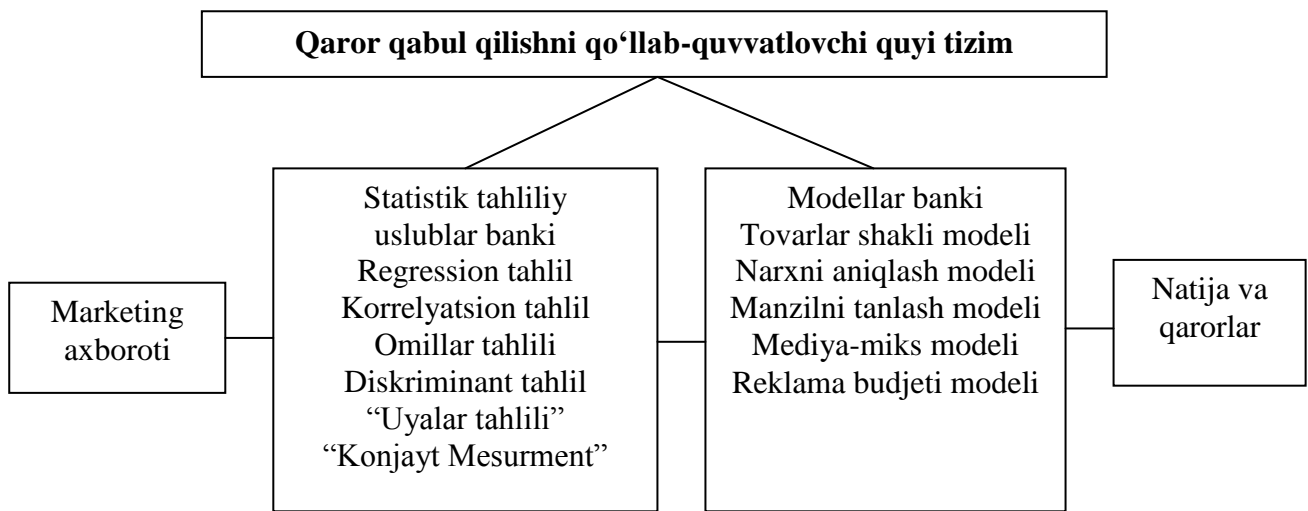 Qaror qabul qilishni qo‘llab-quvvatlovchi quyi tizim
Marketing
axboroti
Statistik tahliliy
uslublar banki
Regression tahlil
Korrelyatsion tahlil
Omillar tahlili
Diskriminant tahlil
“Uyalar tahlili”
“Konjayt Mesurment”
Modellar banki
Tovarlar shakli modeli
Narxni aniqlash modeli
Manzilni tanlash modeli
Mediya-miks modeli
Reklama budjeti modeli
Natija va
qarorlar